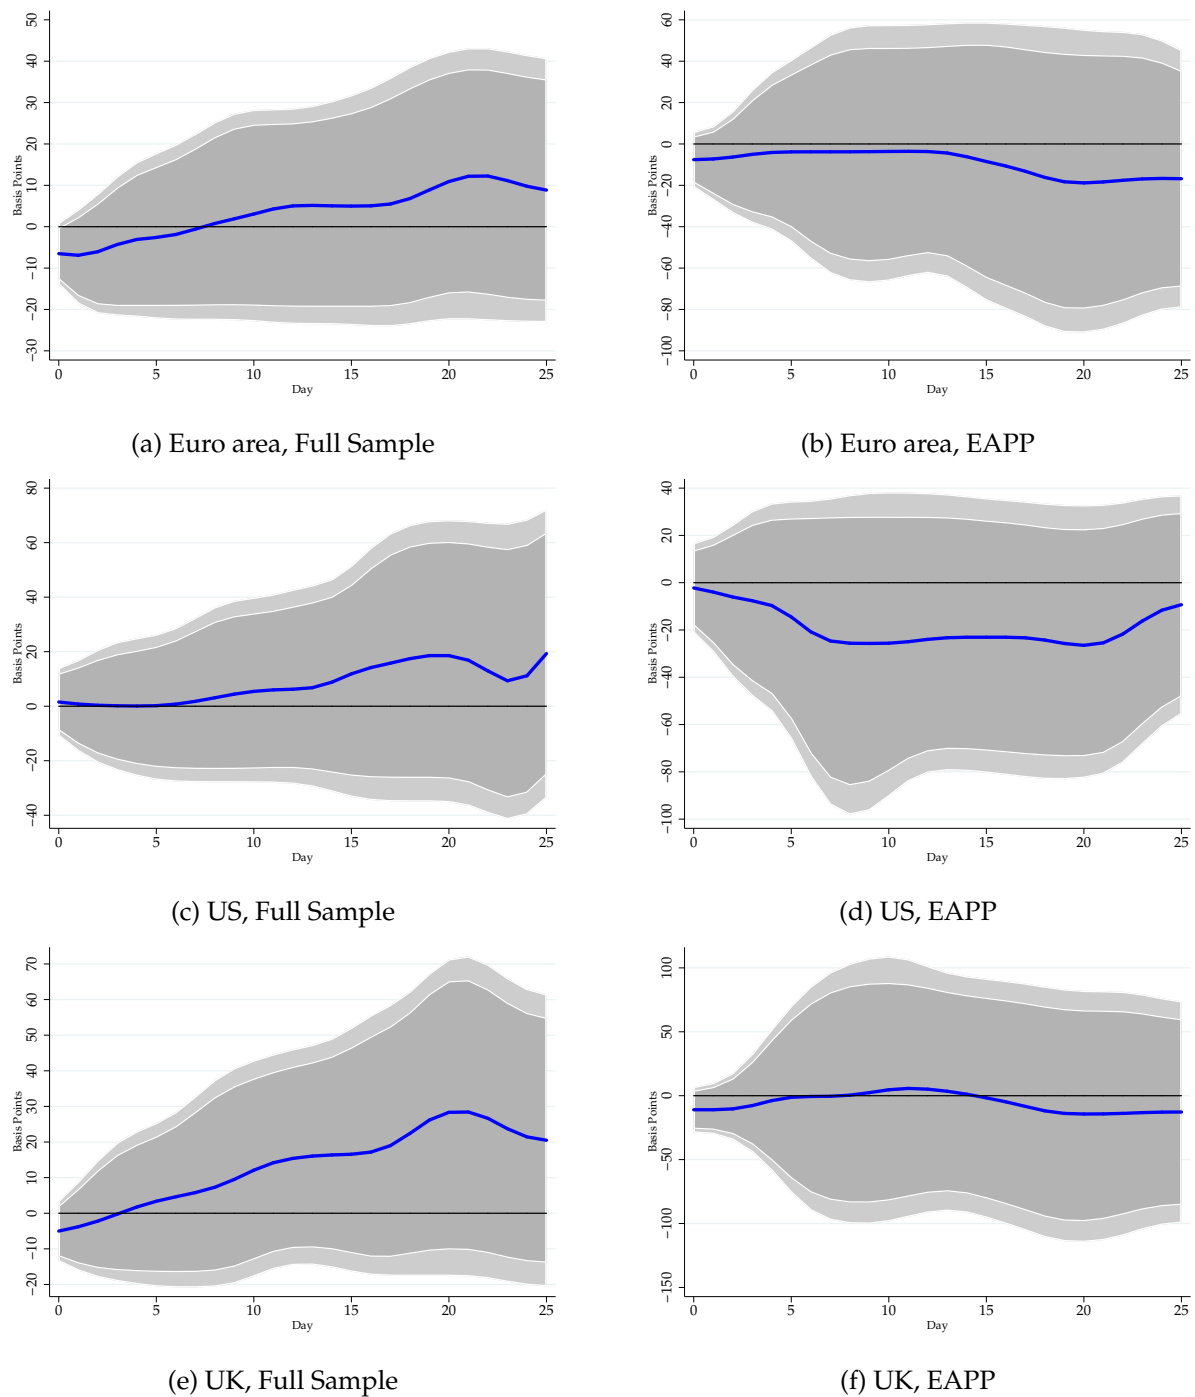 Basis Points
50
40
30
20
10
0
−10
−20
−30
0 5 10 15 20 25
Day
(a) Euro area, Full Sample
Basis Points
60
40
20
0
−20
−40
−60
−80
−100
0 5 10 15 20 25
Day
(b) Euro area, EAPP
Basis Points
80
60
40
20
0
−20
−40
0 5 10 15 20 25
Day
(c) US, Full Sample
Basis Points
40
20
0
−20
−40
−60
−80
−100
0 5 10 15 20 25
Day
(d) US, EAPP
Basis Points
70
60
50
40
30
20
10
0
−10
−20
0 5 10 15 20 25
Day
(e) UK, Full Sample
Basis Points
100
50
0
−50
−100
−150
0 5 10 15 20 25
Day
(f) UK, EAPP